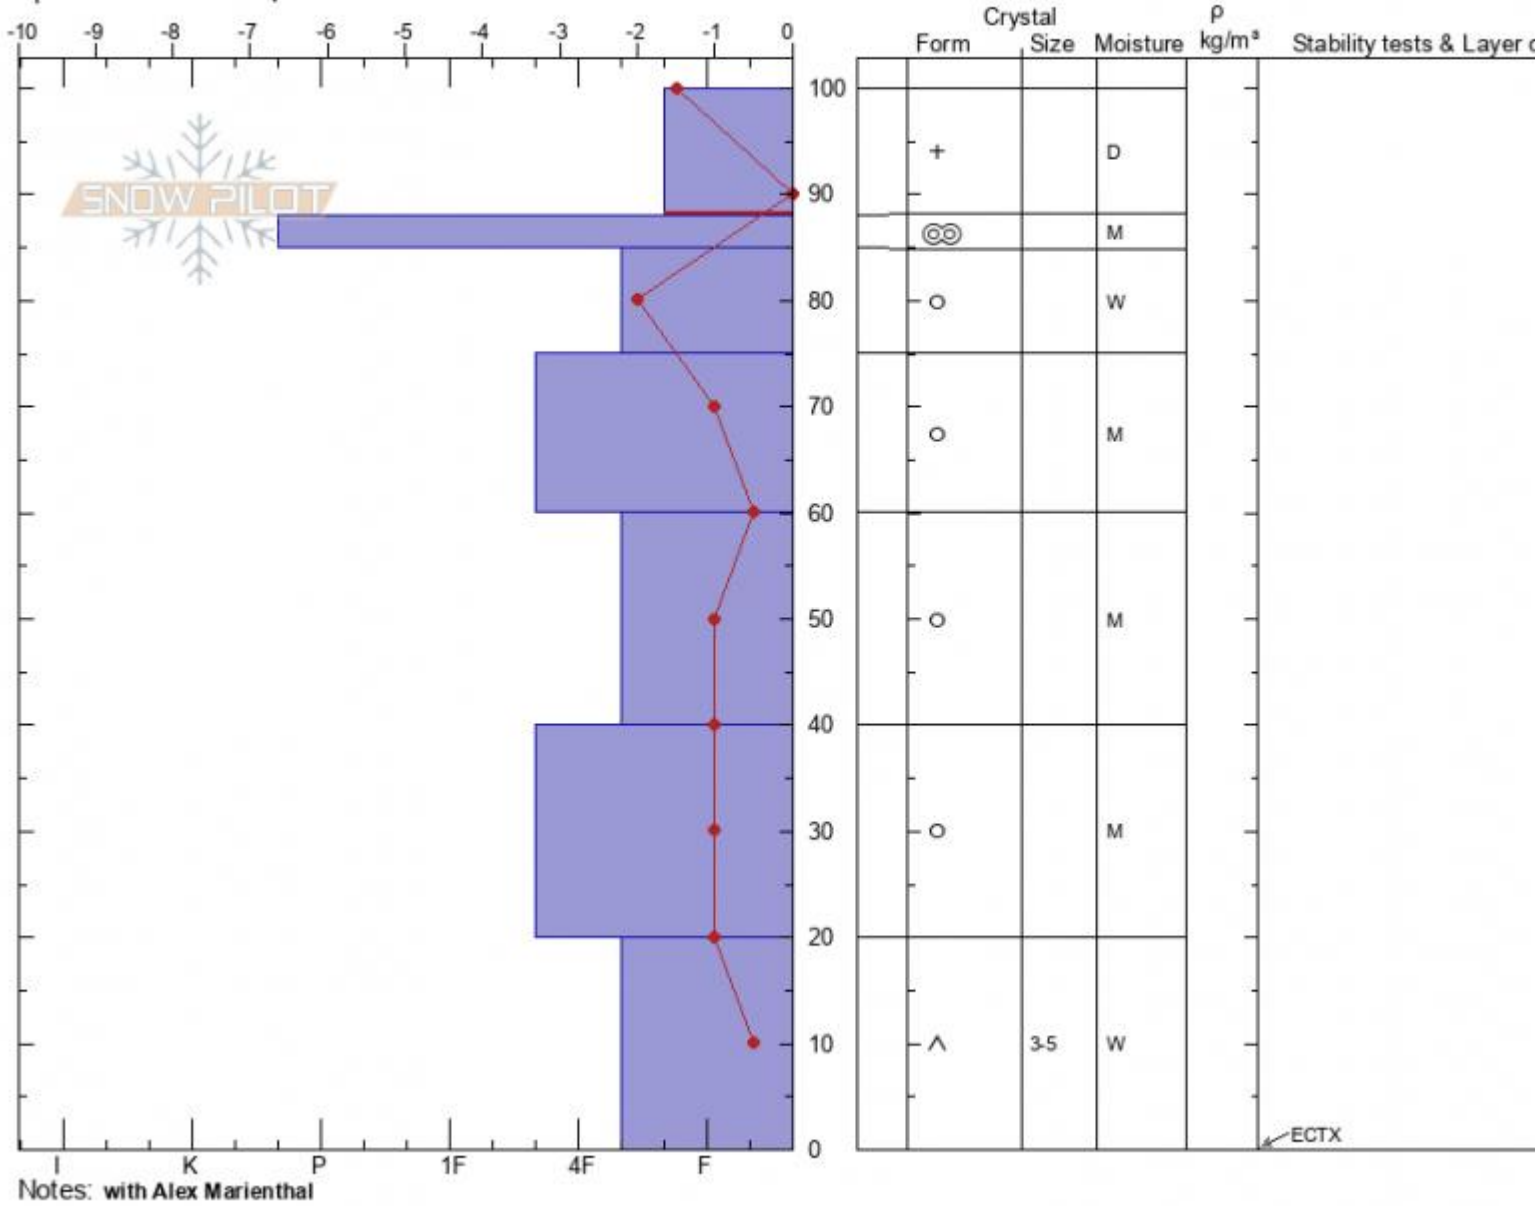 Crystal ρ
-10 -9 -8 -7 -6 -5 -4 -3 -2 -1 0 Form Size Moisture kg/m³ Stability tests & Layer
100
+ D
SNOW PILOT
90
M
80 W
70
M
60
50 M
40
30 M
20
10 3-5 W
ECTX
0
I K P 1F 4F F
Notes: with Alex Marienthal